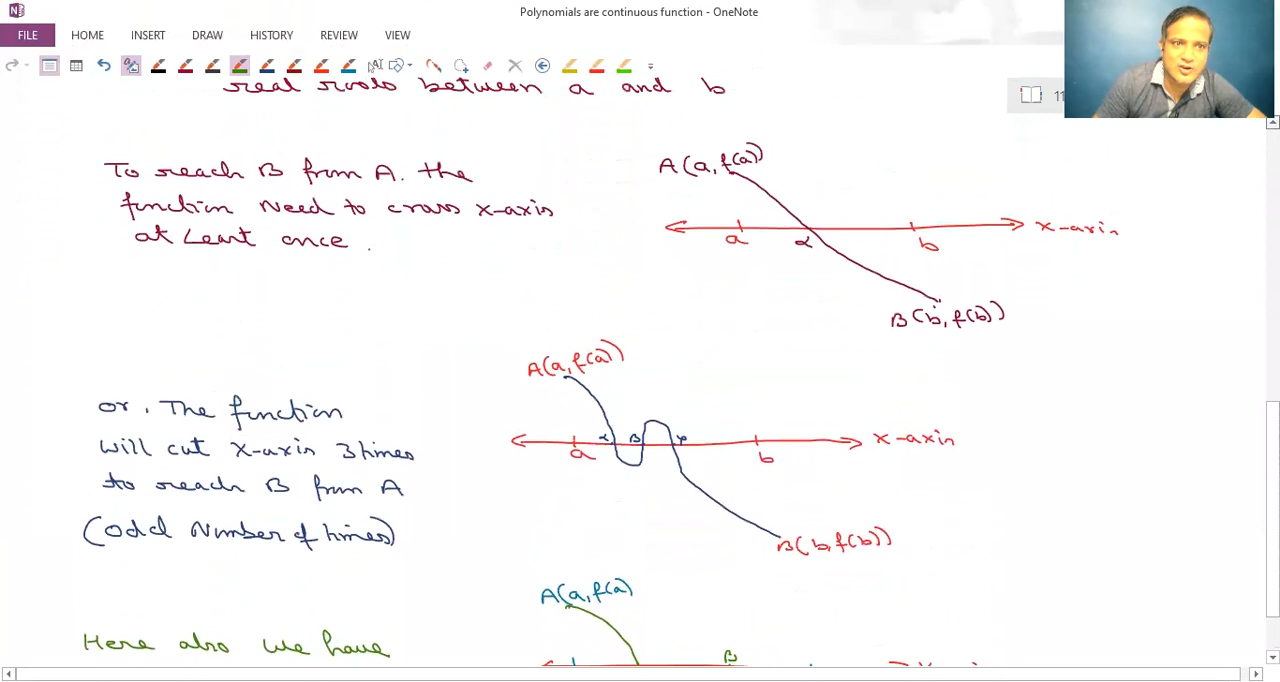 Polynomials are continuous function - OneNote
FILE HOME INSERT DRAW HISTORY REVIEW VIEW
real roots between a and b
11
To reach B from A. the
function need to cross x-axis
at Least once .
A(a, f(a))
a α b x-axis
B(b, f(b))
or, The function
will cut x-axis 3 times
to reach B from A
(odd Number of times)
A(a, f(a))
a α B b x-axis
B(b, f(b))
Here also we have
A(a, f(a)
B